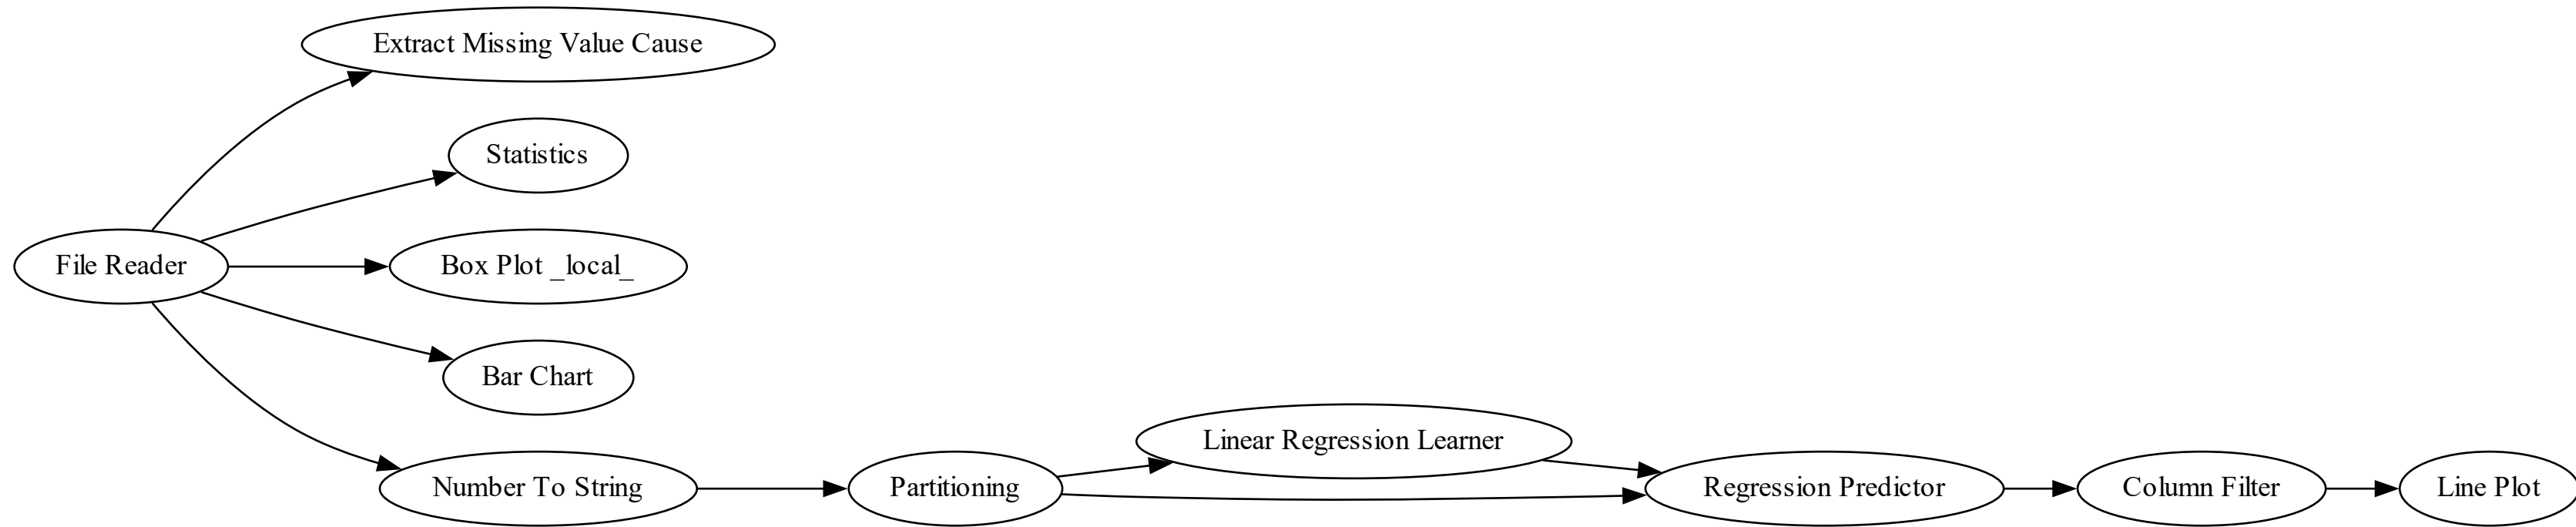 Extract Missing Value Cause
Statistics
File Reader
Box Plot _local_
Bar Chart
Linear Regression Learner
Number To String
Partitioning
Regression Predictor
Column Filter
Line Plot